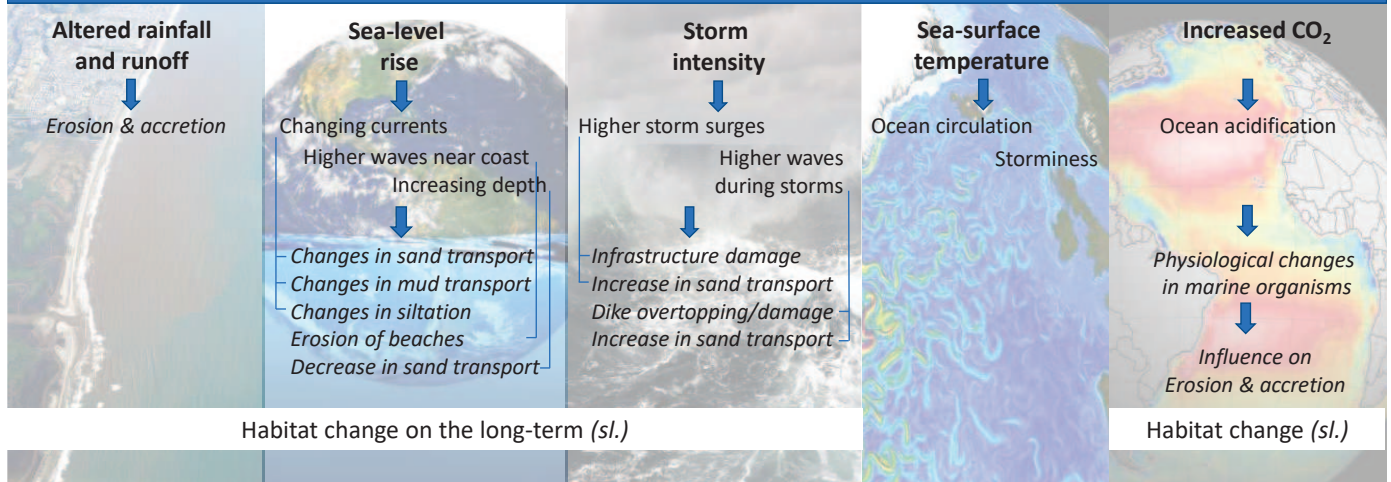 Altered rainfall
and runoff
Erosion & accretion
Sea-level
rise
Changing currents
Higher waves near coast
Increasing depth
Changes in sand transport
Changes in mud transport
Changes in siltation
Erosion of beaches
Decrease in sand transport
Storm
intensity
Higher storm surges
Higher waves
during storms
Infrastructure damage
Increase in sand transport
Dike overtopping/damage
Increase in sand transport
Habitat change on the long-term (sl.)
Sea-surface
temperature
Ocean circulation
Storminess
Increased CO₂
Ocean acidification
Physiological changes
in marine organisms
Influence on
Erosion & accretion
Habitat change (sl.)